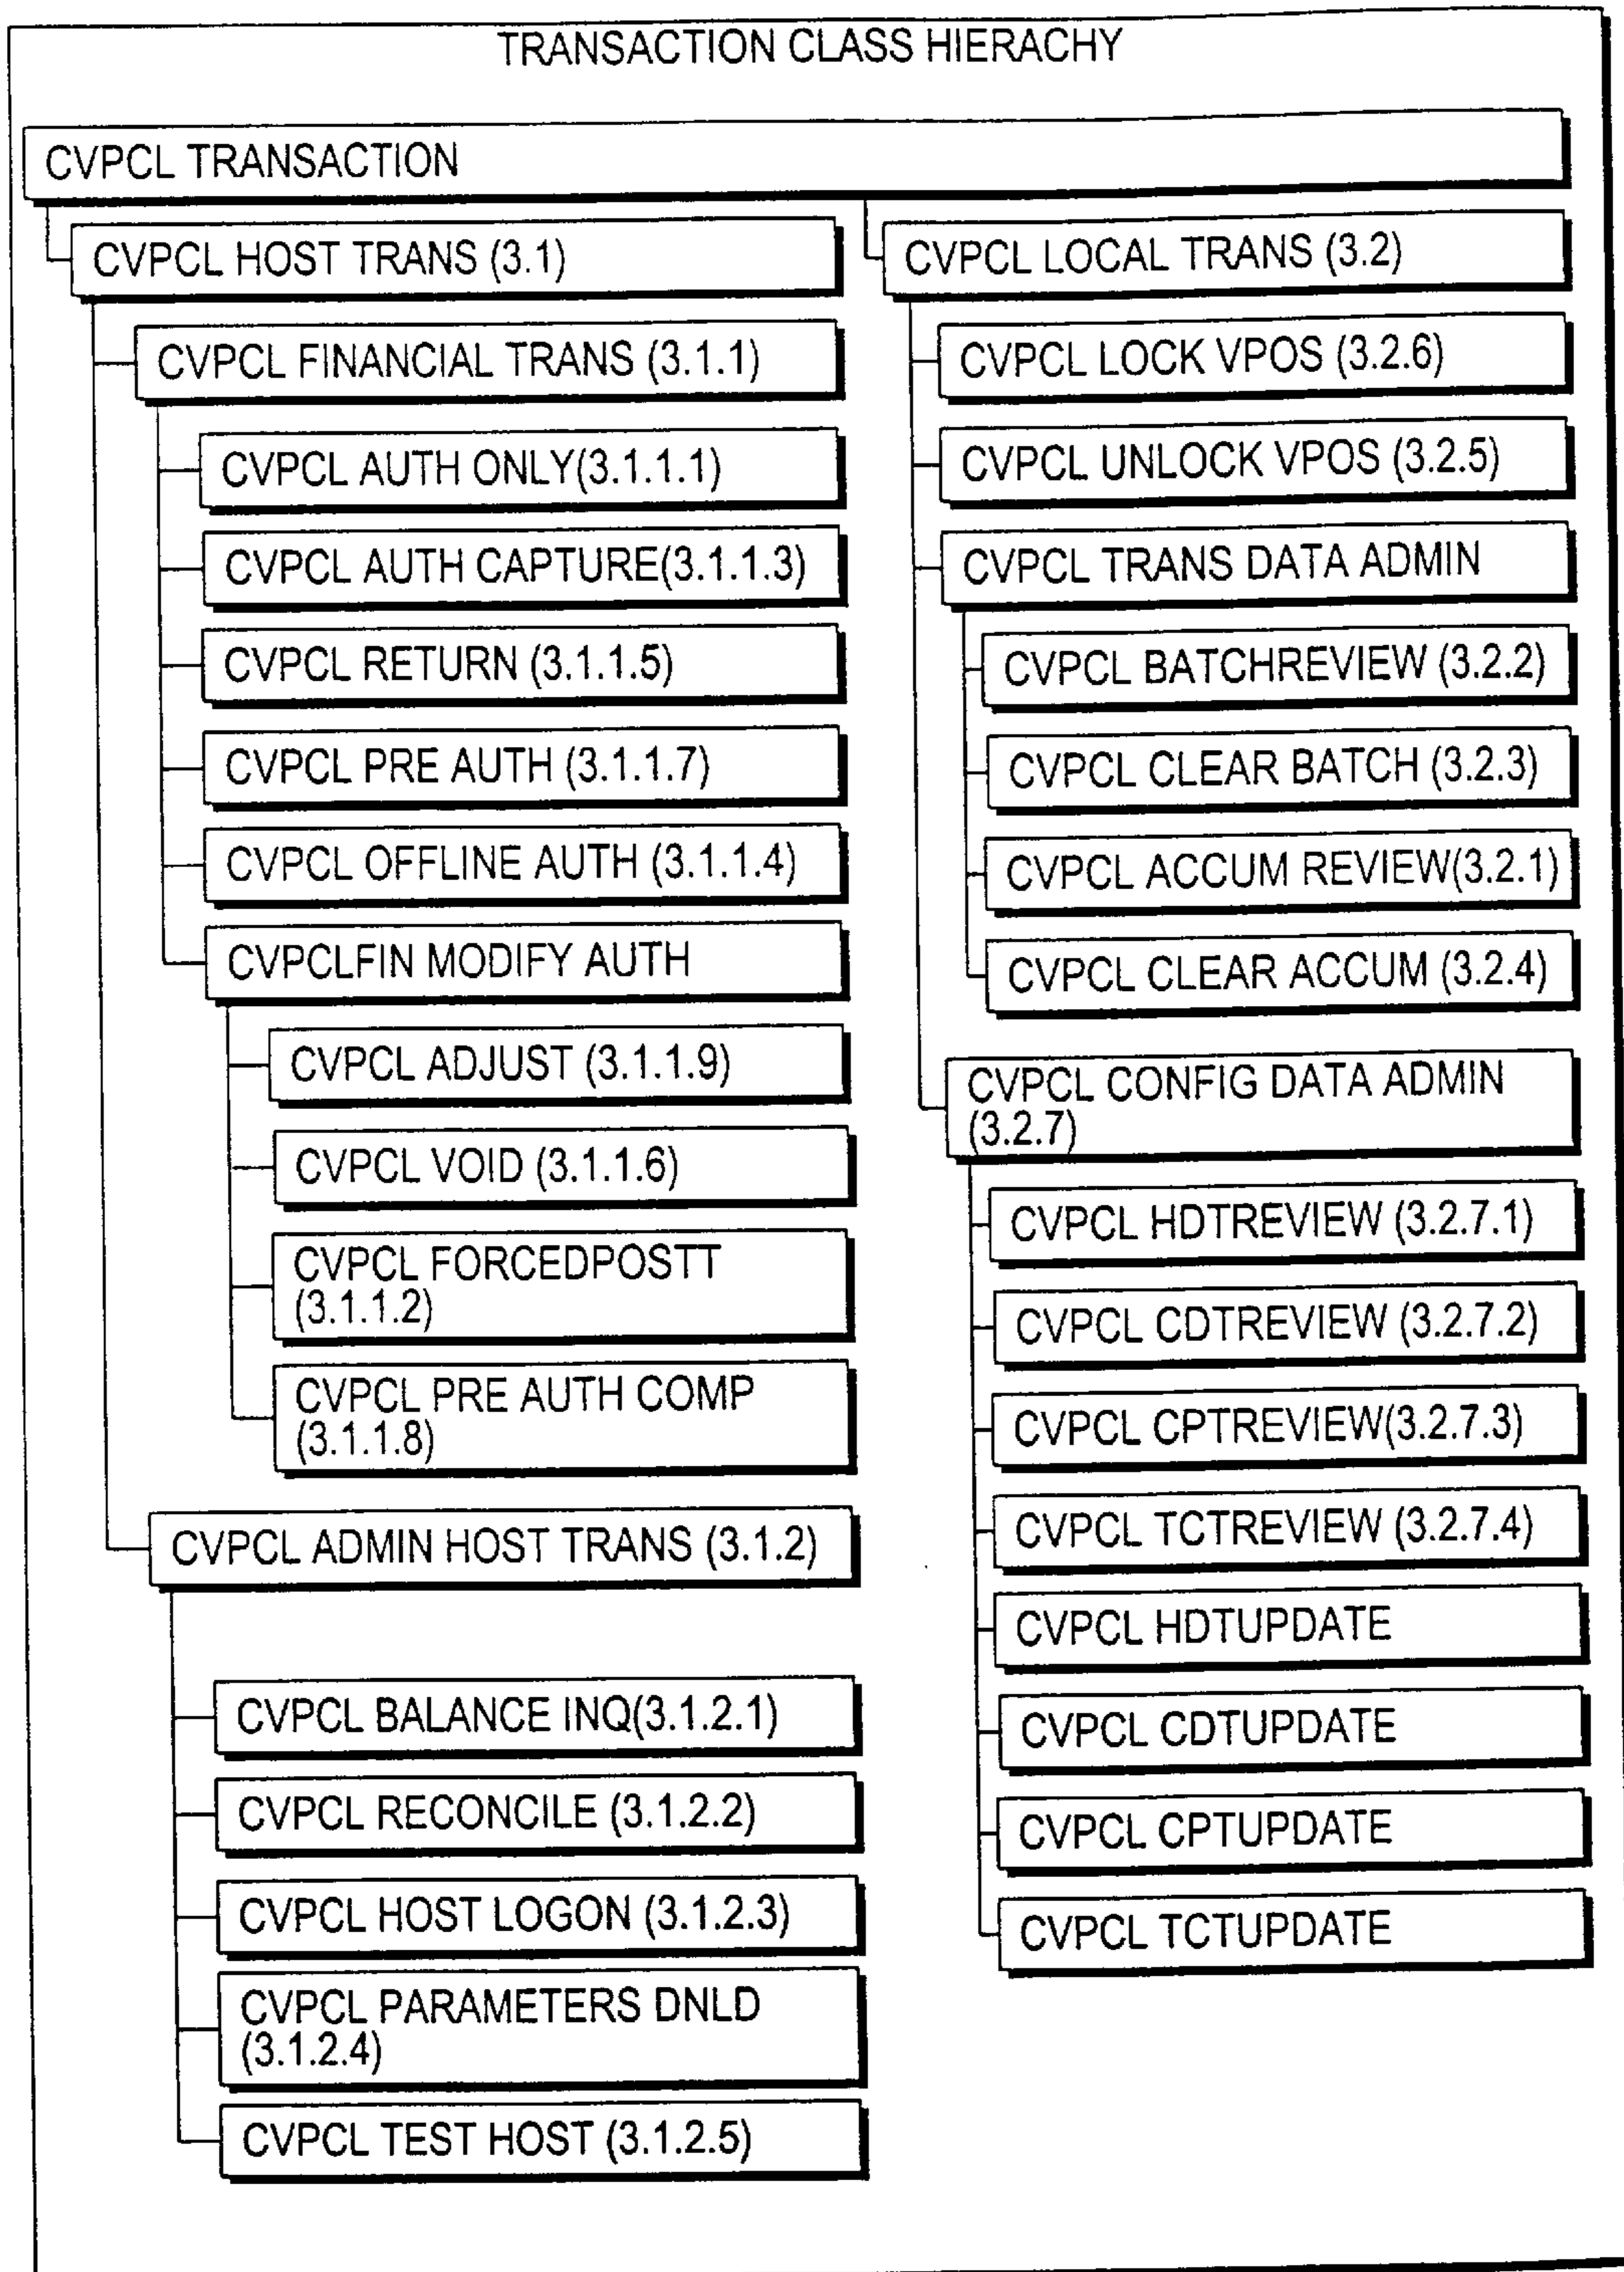 TRANSACTION CLASS HIERACHY
CVPCL TRANSACTION
CVPCL HOST TRANS (3.1)
CVPCL FINANCIAL TRANS (3.1.1)
CVPCL AUTH ONLY(3.1.1.1)
CVPCL AUTH CAPTURE(3.1.1.3)
CVPCL RETURN (3.1.1.5)
CVPCL PRE AUTH (3.1.1.7)
CVPCL OFFLINE AUTH (3.1.1.4)
CVPCLFIN MODIFY AUTH
CVPCL ADJUST (3.1.1.9)
CVPCL VOID (3.1.1.6)
CVPCL FORCEDPOSTT
(3.1.1.2)
CVPCL PRE AUTH COMP
(3.1.1.8)
CVPCL ADMIN HOST TRANS (3.1.2)
CVPCL BALANCE INQ(3.1.2.1)
CVPCL RECONCILE (3.1.2.2)
CVPCL HOST LOGON (3.1.2.3)
CVPCL PARAMETERS DNLD
(3.1.2.4)
CVPCL TEST HOST (3.1.2.5)
CVPCL LOCAL TRANS (3.2)
CVPCL LOCK VPOS (3.2.6)
CVPCL UNLOCK VPOS (3.2.5)
CVPCL TRANS DATA ADMIN
CVPCL BATCHREVIEW (3.2.2)
CVPCL CLEAR BATCH (3.2.3)
CVPCL ACCUM REVIEW(3.2.1)
CVPCL CLEAR ACCUM (3.2.4)
CVPCL CONFIG DATA ADMIN
(3.2.7)
CVPCL HDTREVIEW (3.2.7.1)
CVPCL CDTREVIEW (3.2.7.2)
CVPCL CPTREVIEW(3.2.7.3)
CVPCL TCTREVIEW (3.2.7.4)
CVPCL HDTUPDATE
CVPCL CDTUPDATE
CVPCL CPTUPDATE
CVPCL TCTUPDATE